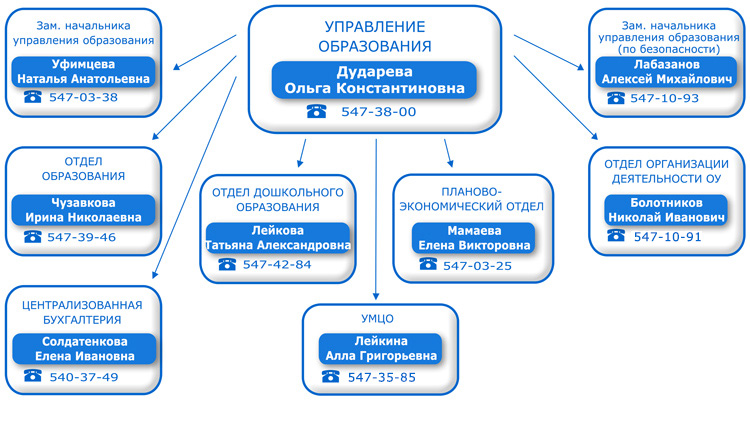 УПРАВЛЕНИЕ
ОБРАЗОВАНИЯ
Дударева
Ольга Константиновна
547-38-00
Зам. начальника
управления образования
Уфимцева
Наталья Анатольевна
547-03-38
Зам. начальника
управления образования
(по безопасности)
Лабазанов
Алексей Михайлович
547-10-93
ОТДЕЛ
ОБРАЗОВАНИЯ
Чузавкова
Ирина Николаевна
547-39-46
ОТДЕЛ ДОШКОЛЬНОГО
ОБРАЗОВАНИЯ
Лейкова
Татьяна Александровна
547-42-84
ПЛАНОВО-
ЭКОНОМИЧЕСКИЙ ОТДЕЛ
Мамаева
Елена Викторовна
547-03-25
ОТДЕЛ ОРГАНИЗАЦИИ
ДЕЯТЕЛЬНОСТИ ОУ
Болотников
Николай Иванович
547-10-91
ЦЕНТРАЛИЗОВАННАЯ
БУХГАЛТЕРИЯ
Солдатенкова
Елена Ивановна
540-37-49
УМЦО
Лейкина
Алла Григорьевна
547-35-85